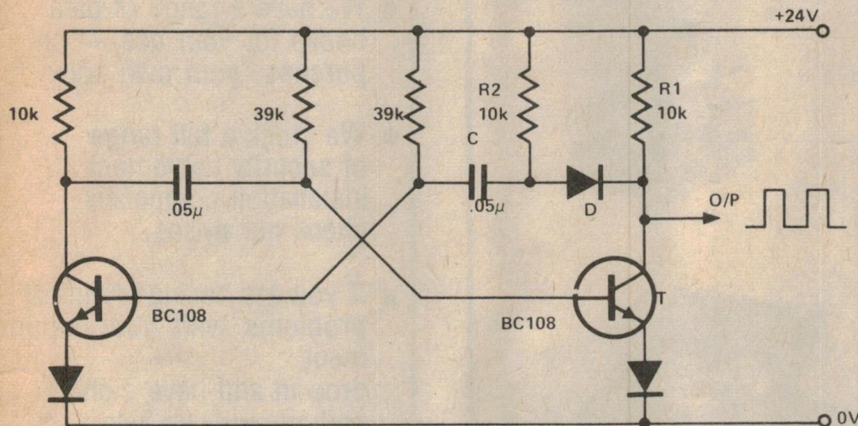 +24V
10k
39k
39k
R2
10k
R1
10k
C
.05μ
.05μ
D
O/P
BC108
BC108
T
0V